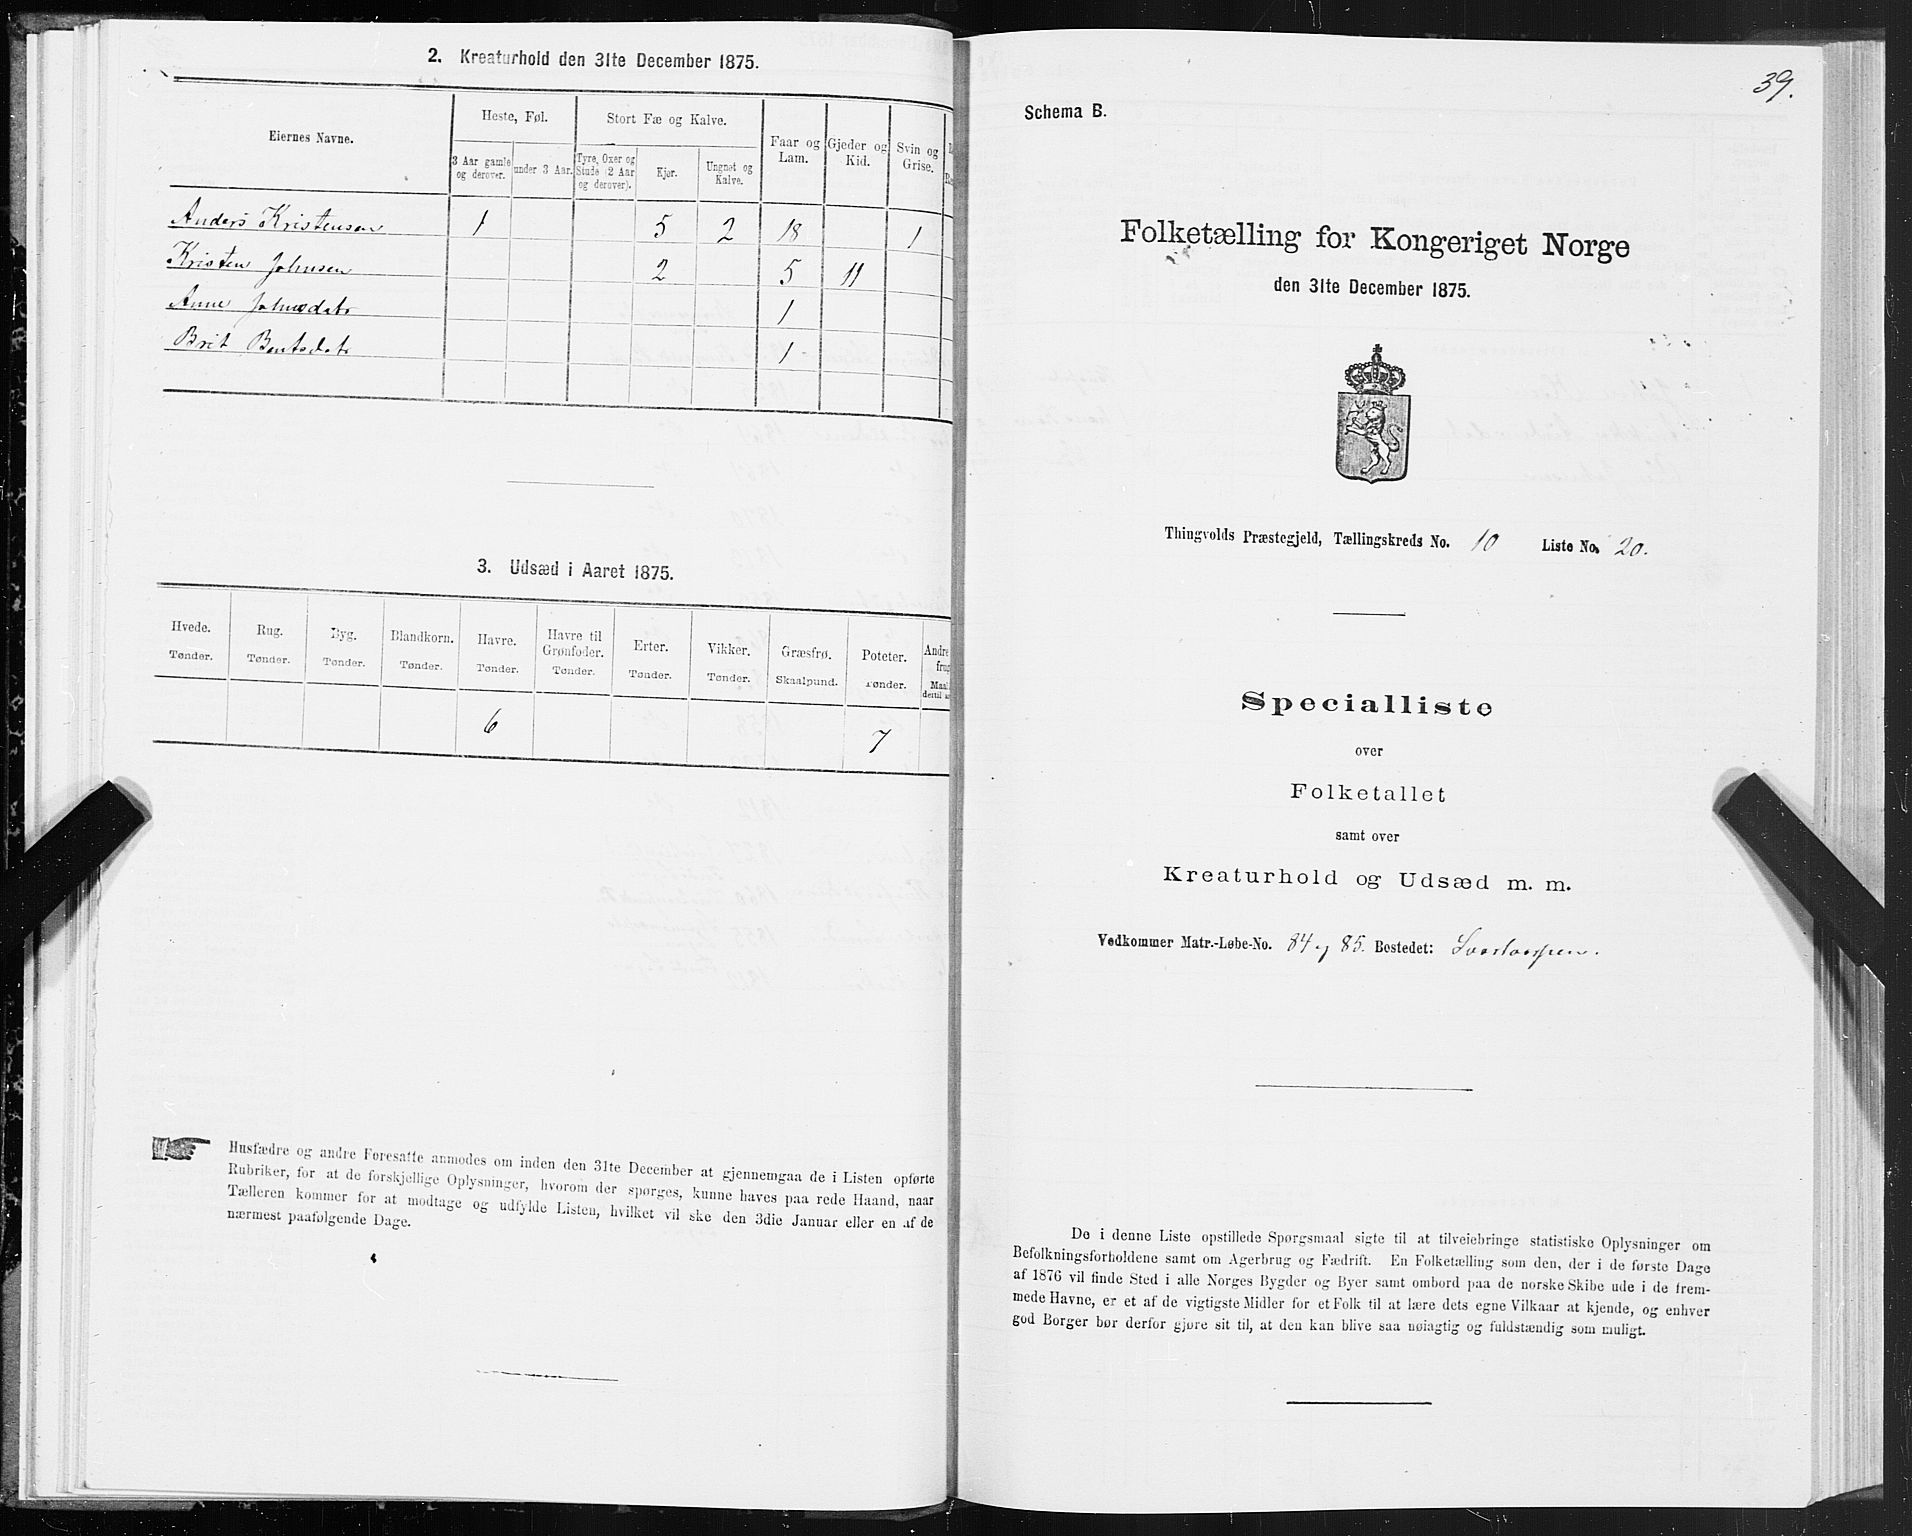 2. Kreaturhold den 31te December 1875.
Eiernes Navne.
Heste, Føl.
Stort Fæ og Kalve.
Faar og Lam.
Gjeder og Kid.
Svin og Grise.
3 Aar gamle og derover.
under 3 Aar.
Tyre, Oxer og Stude (2 Aar og derover).
Kjør.
Ungnøt og Kalve.
Anders Kristensen 1 5 2 18 1
Kristen Johnsen 2 5 11
Anne Johnsdatr 1
Brit Bentsdatr 1
3. Udsæd i Aaret 1875.
Hvede. Rug. Byg. Blandkorn. Havre. Havre til Grønfoder. Erter. Vikker. Græsfrø. Poteter. Andre
Tønder. Tønder. Tønder. Tønder. Tønder. Tønder. Tønder. Tønder. Skaalpund. Tønder.
6 7
Husfædre og andre Foresatte anmodes om inden den 31te December at gjennemgaa de i Listen opførte
Rubriker, for at de forskjellige Oplysninger, hvorom der spørges, kunne haves paa rede Haand, naar
Tælleren kommer for at modtage og udfylde Listen, hvilket vil ske den 3die Januar eller en af de
nærmest paafølgende Dage.
39.
Schema B.
Folketælling for Kongeriget Norge
den 31te December 1875.
Thingvolds Præstegjeld, Tællingskreds No. 10 Liste No. 20.
Specialliste
over
Folketallet
samt over
Kreaturhold og Udsæd m. m.
Vedkommer Matr.-Løbe-No. 84 og 85. Bostedet:
De i denne Liste opstillede Spørgsmaal sigte til at tilveiebringe statistiske Oplysninger om
Befolkningsforholdene samt om Agerbrug og Fædrift. En Folketælling som den, der i de første Dage
af 1876 vil finde Sted i alle Norges Bygder og Byer samt ombord paa de norske Skibe ude i de frem-
mede Havne, er et af de vigtigste Midler for et Folk til at lære dets egne Vilkaar at kjende, og enhver
god Borger bør derfor gjøre sit til, at den kan blive saa nøiagtig og fuldstændig som muligt.